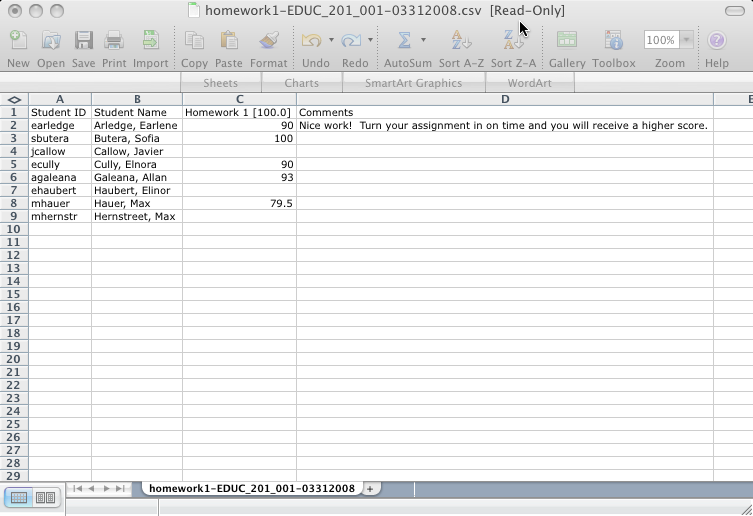 homework1-EDUC_201_001-03312008.csv [Read-Only]
New Open Save Print Import Copy Paste Format Undo Redo AutoSum Sort A-Z Sort Z-A Gallery Toolbox 100% Zoom Help
Sheets Charts SmartArt Graphics WordArt
A B C D E
1 Student ID Student Name Homework 1 [100.0] Comments
2 earledge Arledge, Earlene 90 Nice work! Turn your assignment in on time and you will receive a higher score.
3 sbutera Butera, Sofia 100
4 jcallow Callow, Javier
5 ecully Cully, Elnora 90
6 agaleana Galeana, Allan 93
7 ehaubert Haubert, Elinor
8 mhauer Hauer, Max 79.5
9 mhernstr Hernstreet, Max
10
11
12
13
14
15
16
17
18
19
20
21
22
23
24
25
26
27
28
29
homework1-EDUC_201_001-03312008